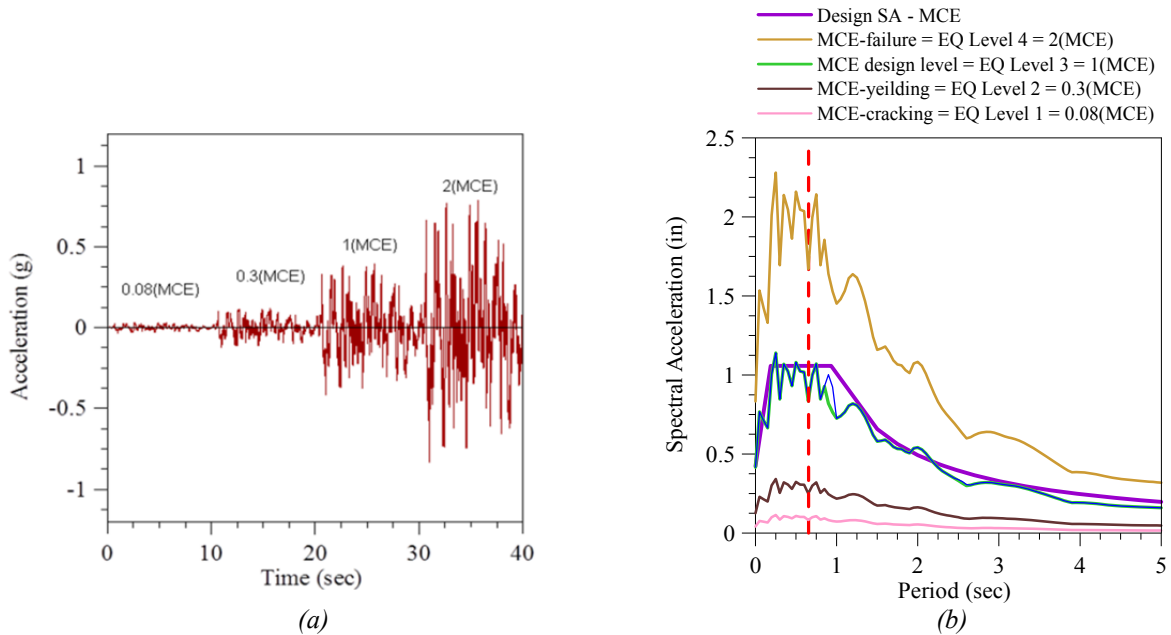 Design SA - MCE
MCE-failure = EQ Level 4 = 2(MCE)
MCE design level = EQ Level 3 = 1(MCE)
MCE-yeilding = EQ Level 2 = 0.3(MCE)
MCE-cracking = EQ Level 1 = 0.08(MCE)
1
0.5
0
-0.5
-1
Acceleration (g)
0.08(MCE)
0.3(MCE)
1(MCE)
2(MCE)
0 10 20 30 40
Time (sec)
(a)
2.5
2
1.5
1
0.5
0
Spectral Acceleration (in)
0 1 2 3 4 5
Period (sec)
(b)